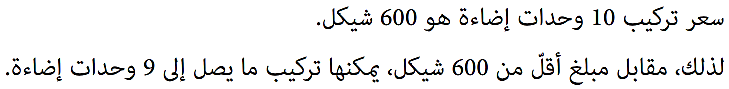 سعر تركيب 10 وحدات إضاءة هو 600 شيكل.
لذلك، مقابل مبلغ أقلّ من 600 شيكل، يمكنها تركيب ما يصل إلى 9 وحدات إضاءة.